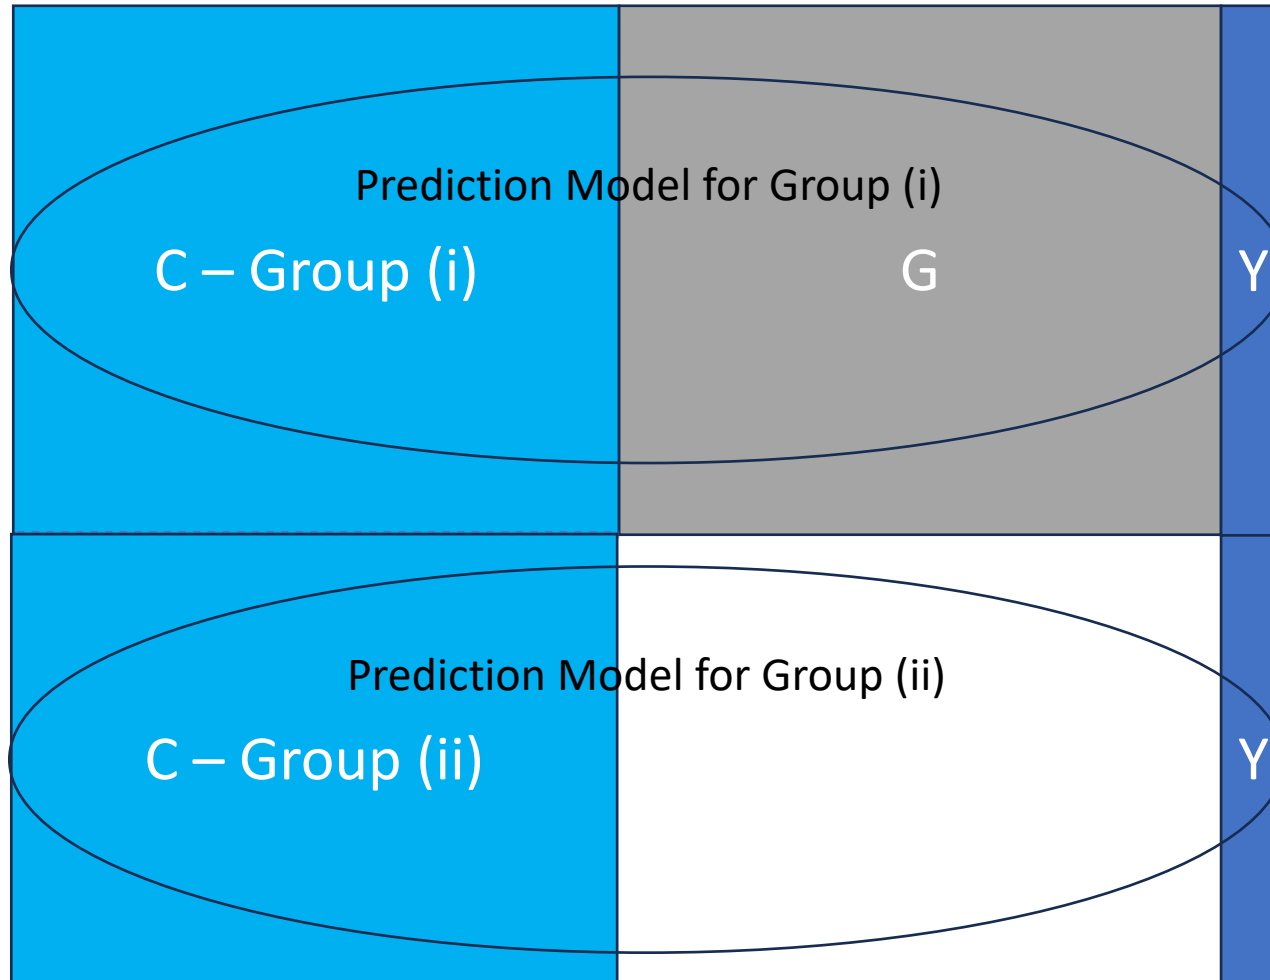 Prediction Model for Group (i)
C – Group (i)
G
Y
Prediction Model for Group (ii)
C – Group (ii)
Y